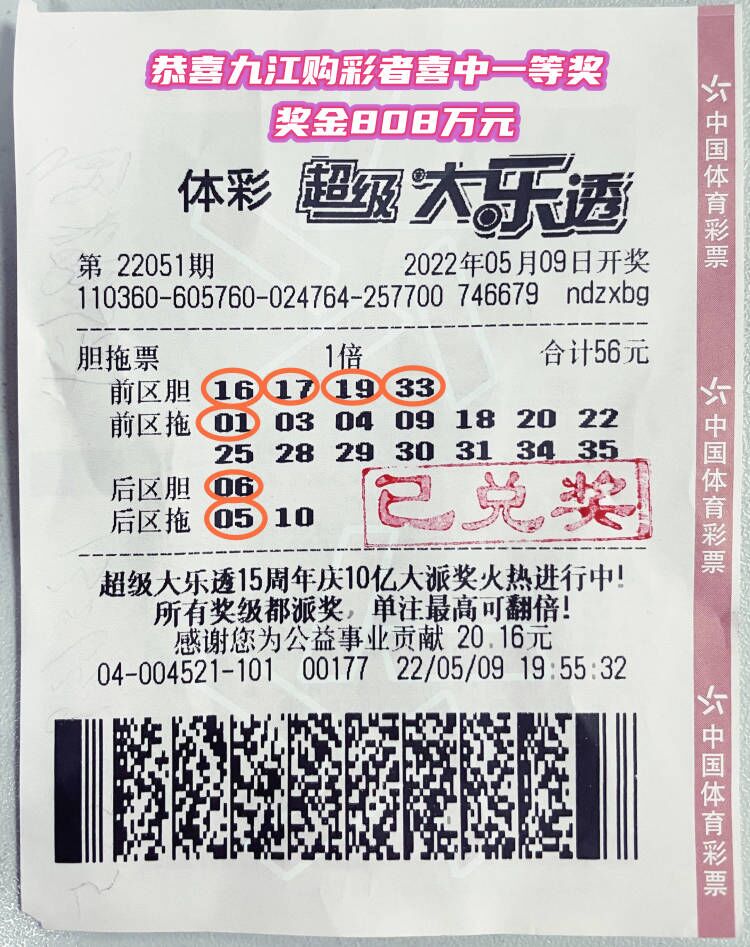 恭喜九江购彩者喜中一等奖
奖金808万元
体彩 超级大乐透
第 22051期 2022年05月09日开奖
110360-605760-024764-257700 746679 ndzxbg
胆拖票 1倍 合计56元
前区胆 16 17 19 33
前区拖 01 03 04 09 18 20 22
25 28 29 30 31 34 35
后区胆 06
后区拖 05 10
已兑奖
超级大乐透15周年庆10亿大派奖火热进行中!
所有奖级都派奖, 单注最高可翻倍!
感谢您为公益事业贡献 20.16元
04-004521-101 00177 22/05/09 19:55:32
中国体育彩票
中国体育彩票
中国体育彩票